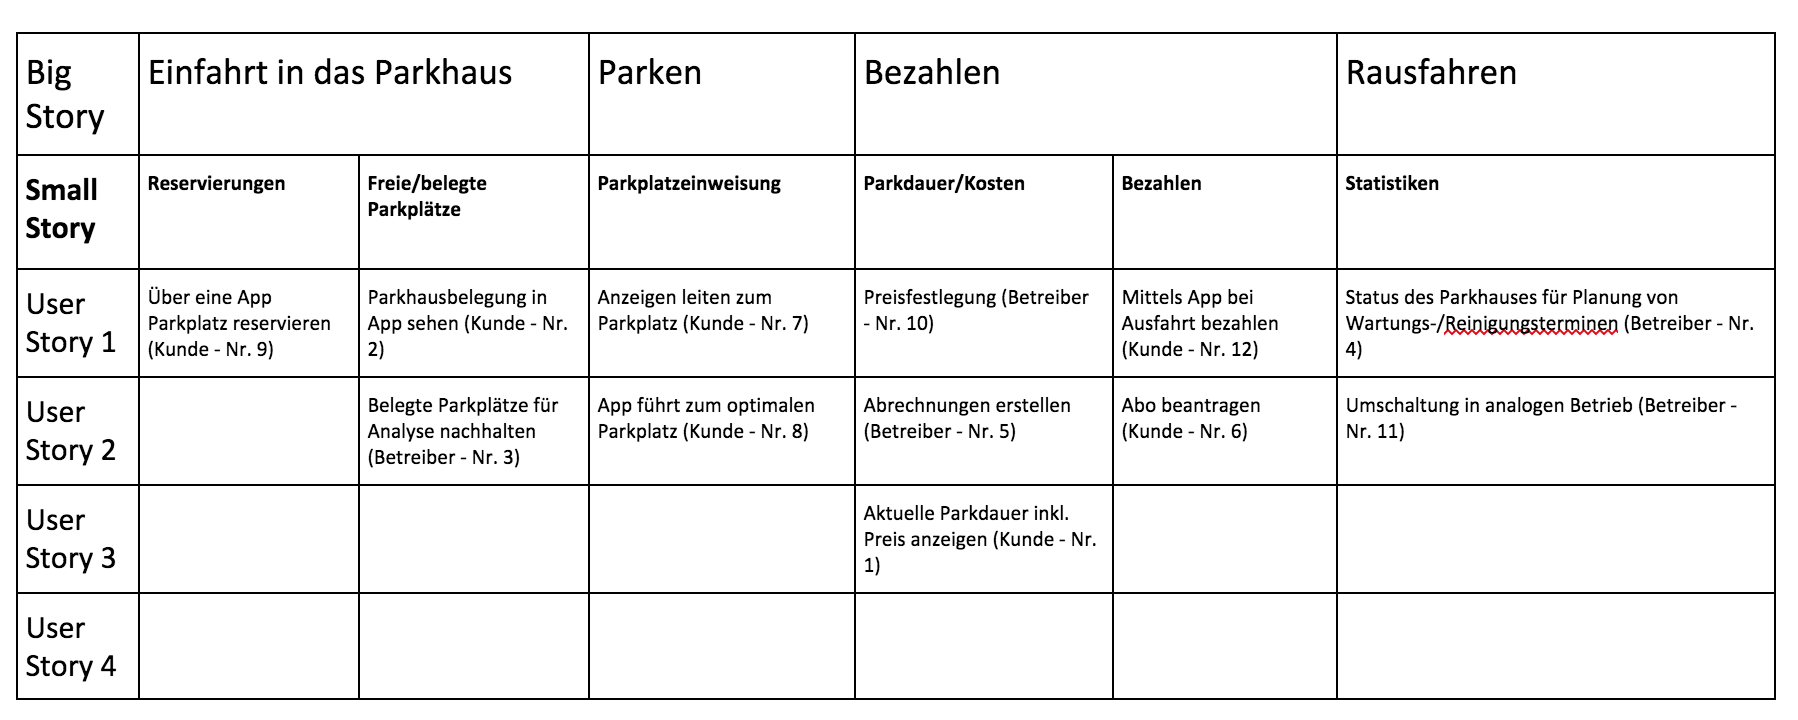 Big
Story
Einfahrt in das Parkhaus
Parken
Bezahlen
Rausfahren
Small
Story
Reservierungen
Freie/belegte
Parkplätze
Parkplatzeinweisung
Parkdauer/Kosten
Bezahlen
Statistiken
User
Story 1
Über eine App
Parkplatz reservieren
(Kunde - Nr. 9)
Parkhausbelegung in
App sehen (Kunde - Nr.
2)
Anzeigen leiten zum
Parkplatz (Kunde - Nr. 7)
Preisfestlegung (Betreiber
- Nr. 10)
Mittels App bei
Ausfahrt bezahlen
(Kunde - Nr. 12)
Status des Parkhauses für Planung von
Wartungs-/Reinigungsterminen (Betreiber - Nr.
4)
User
Story 2
Belegte Parkplätze für
Analyse nachhalten
(Betreiber - Nr. 3)
App führt zum optimalen
Parkplatz (Kunde - Nr. 8)
Abrechnungen erstellen
(Betreiber - Nr. 5)
Abo beantragen
(Kunde - Nr. 6)
Umschaltung in analogen Betrieb (Betreiber -
Nr. 11)
User
Story 3
Aktuelle Parkdauer inkl.
Preis anzeigen (Kunde - Nr.
1)
User
Story 4